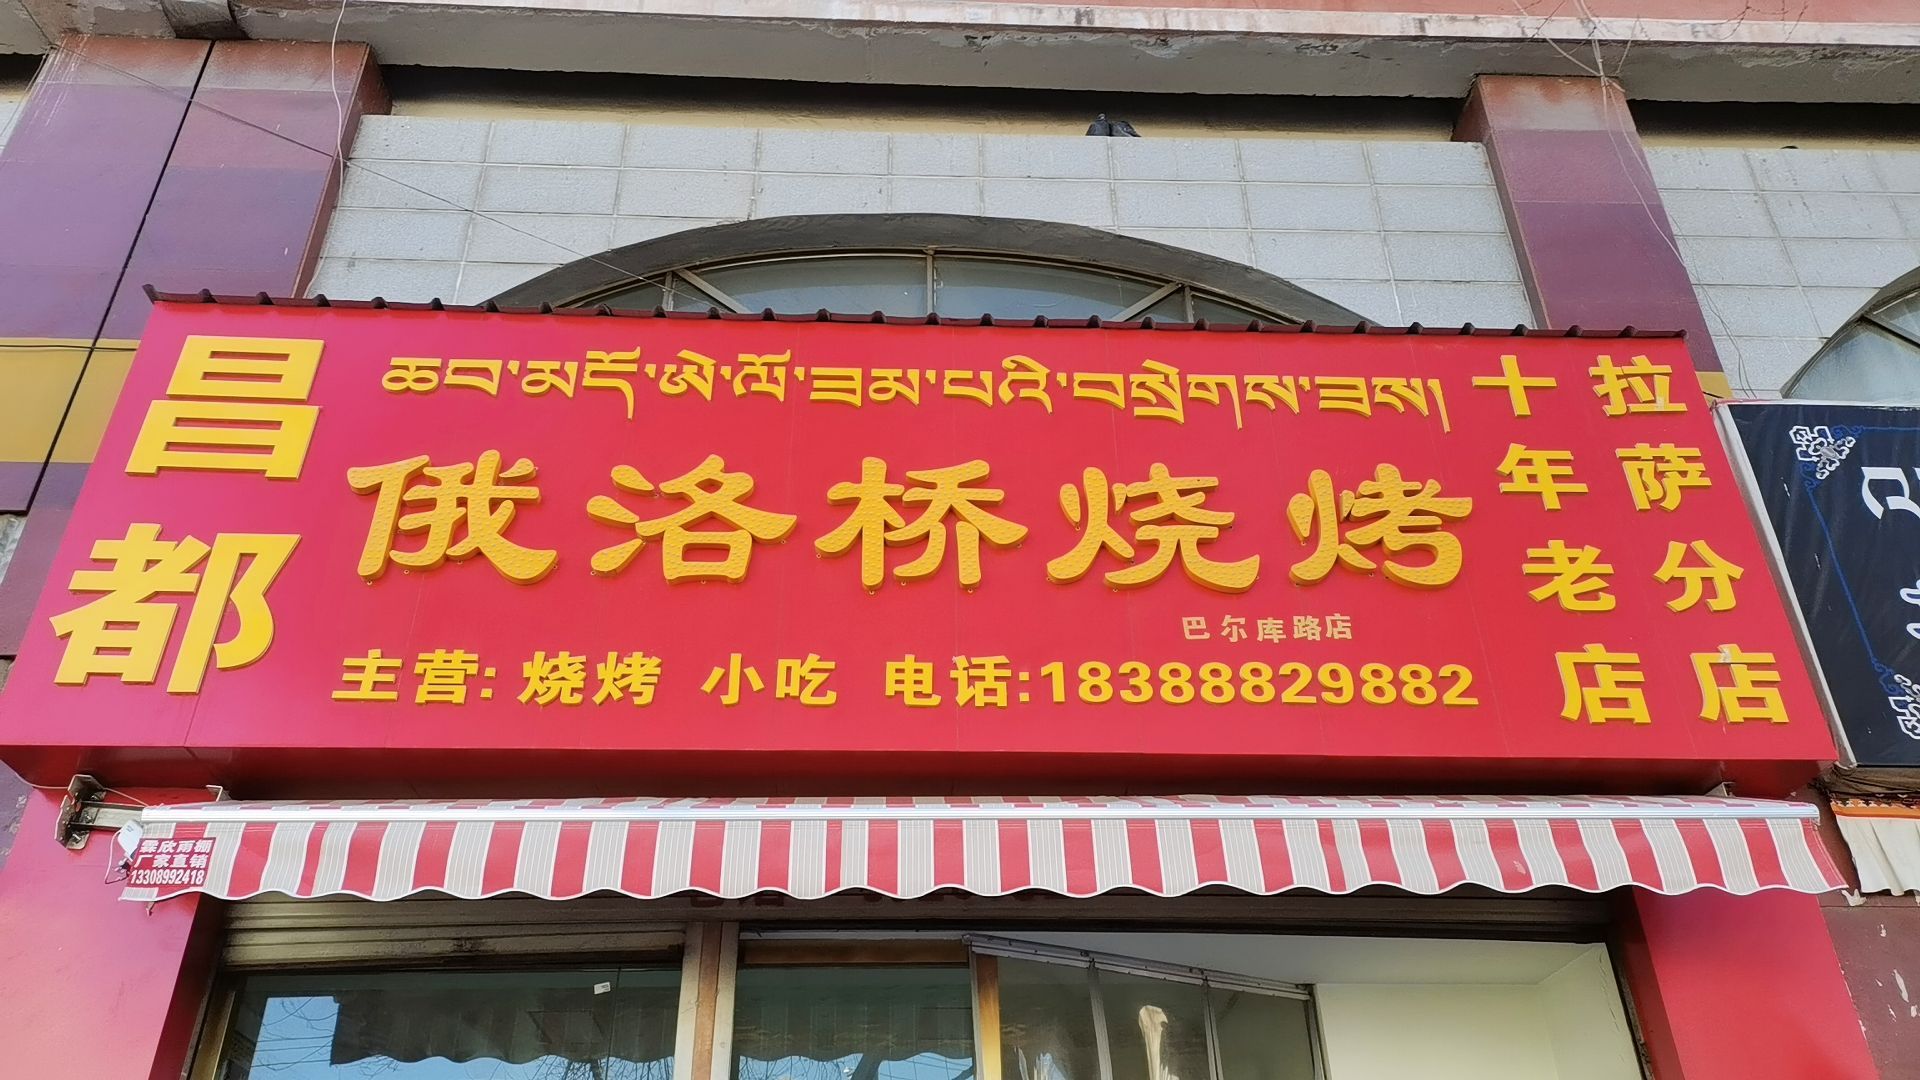 昌都
ཆབ་མདོ་ཨེ་ལོ་ཟམ་པའི་བསྲེགས་ཟས།
俄洛桥烧烤
巴尔库路店
主营: 烧烤 小吃 电话:18388829882
十年老店
拉萨分店
霖欣雨棚
厂家直销
13308992418